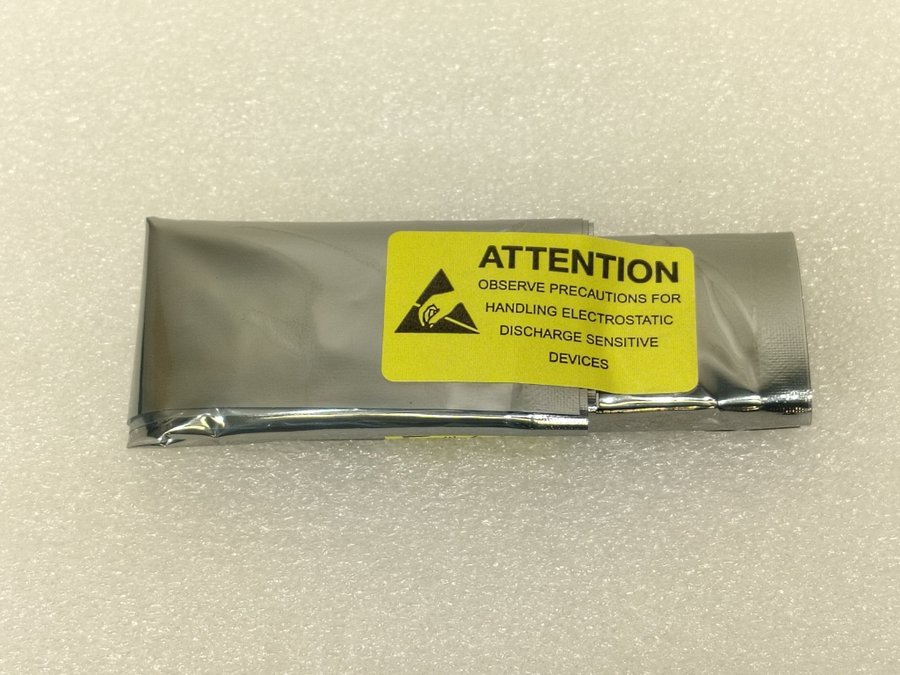 ATTENTION
OBSERVE PRECAUTIONS FOR
HANDLING ELECTROSTATIC
DISCHARGE SENSITIVE
DEVICES